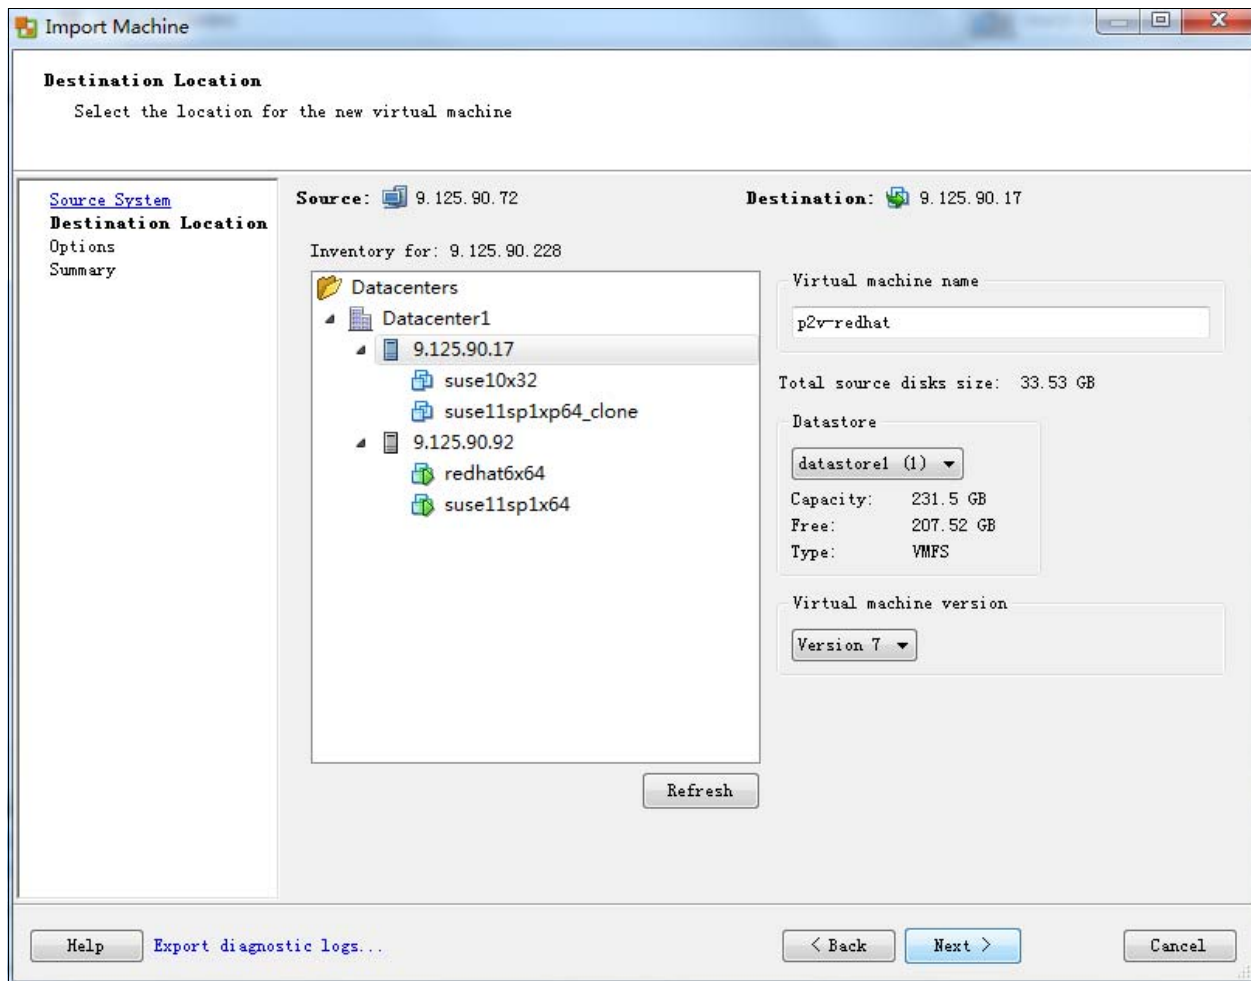 Import Machine
Destination Location
Select the location for the new virtual machine
Source System
Destination Location
Options
Summary
Source: 9.125.90.72
Destination: 9.125.90.17
Inventory for: 9.125.90.228
Datacenters
Datacenter1
9.125.90.17
suse10x32
suse11sp1xp64_clone
9.125.90.92
redhat6x64
suse11sp1x64
Refresh
Virtual machine name
p2v-redhat
Total source disks size: 33.53 GB
Datastore
datastore1 (1)
Capacity: 231.5 GB
Free: 207.52 GB
Type: VMFS
Virtual machine version
Version 7
Help
Export diagnostic logs...
< Back
Next >
Cancel